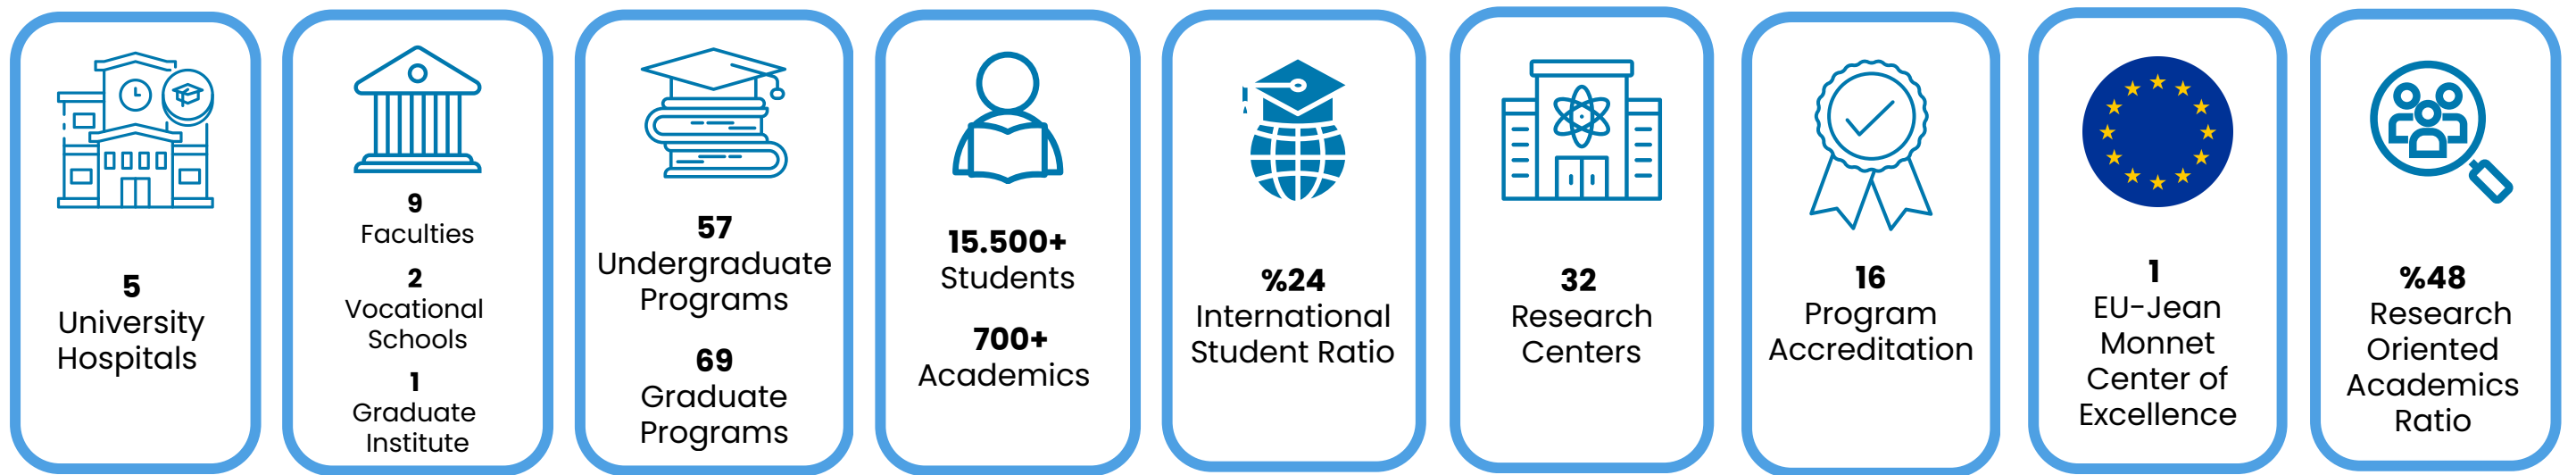 5
University
Hospitals
9
Faculties
2
Vocational
Schools
1
Graduate
Institute
57
Undergraduate
Programs
69
Graduate
Programs
15.500+
Students
700+
Academics
%24
International
Student Ratio
32
Research
Centers
16
Program
Accreditation
1
EU-Jean
Monnet
Center of
Excellence
%48
Research
Oriented
Academics
Ratio